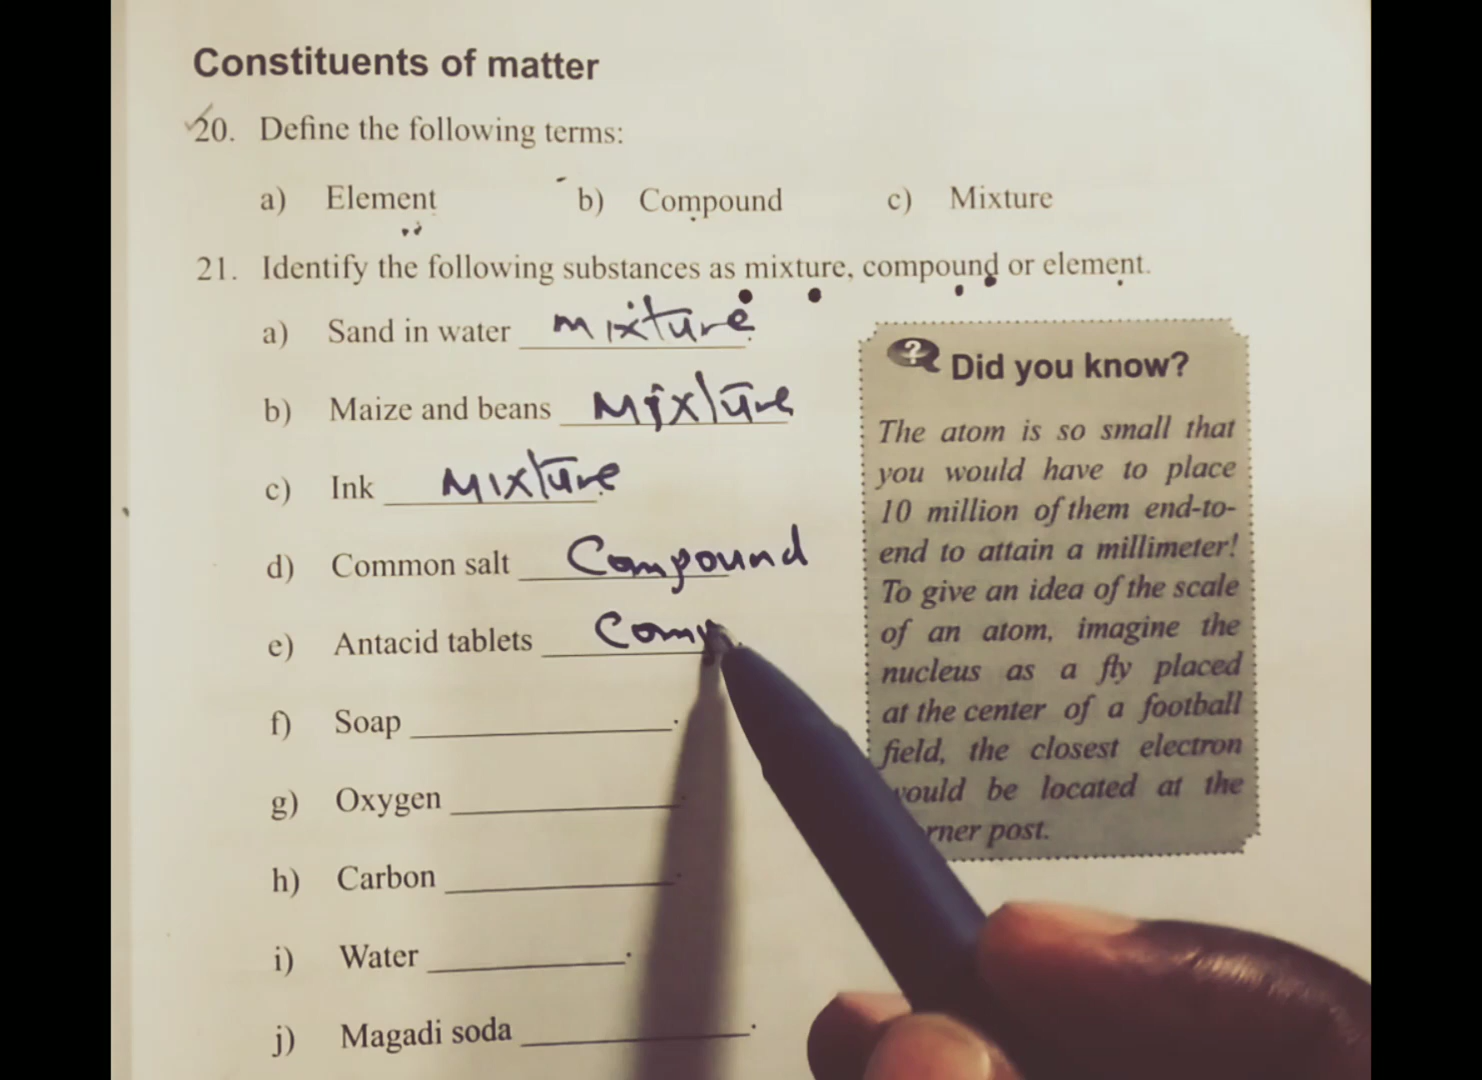 Constituents of matter
20. Define the following terms:
a) Element b) Compound c) Mixture
21. Identify the following substances as mixture, compound or element.
a) Sand in water mixture.
b) Maize and beans Mixture
c) Ink Mixture.
d) Common salt Compound
e) Antacid tablets Comp
f) Soap .
g) Oxygen .
h) Carbon .
i) Water .
j) Magadi soda .
? Did you know?
The atom is so small that
you would have to place
10 million of them end-to-
end to attain a millimeter!
To give an idea of the scale
of an atom, imagine the
nucleus as a fly placed
at the center of a football
field, the closest electron
would be located at the
rner post.